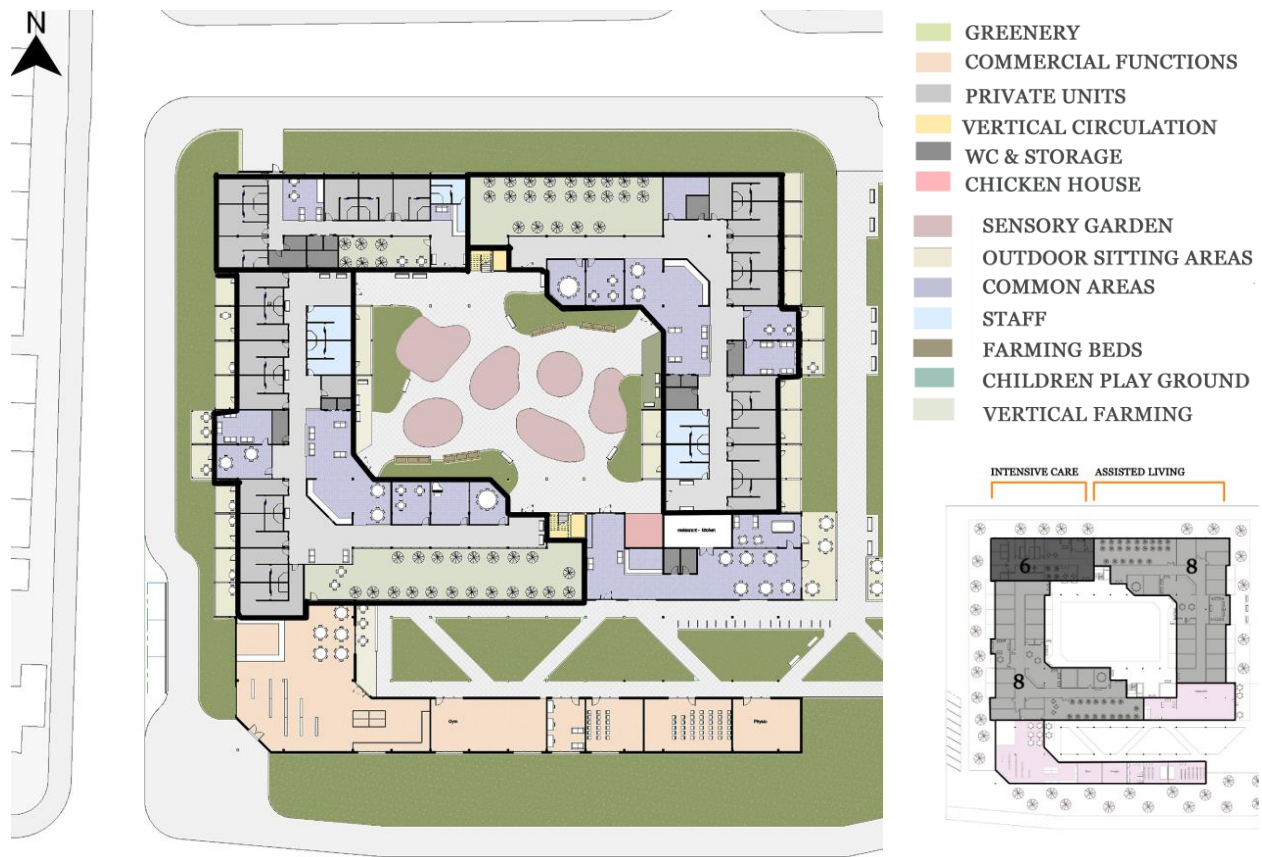 N
GREENERY
COMMERCIAL FUNCTIONS
PRIVATE UNITS
VERTICAL CIRCULATION
WC & STORAGE
CHICKEN HOUSE
SENSORY GARDEN
OUTDOOR SITTING AREAS
COMMON AREAS
STAFF
FARMING BEDS
CHILDREN PLAY GROUND
VERTICAL FARMING
Gym
Physio
INTENSIVE CARE ASSISTED LIVING
6
8
8